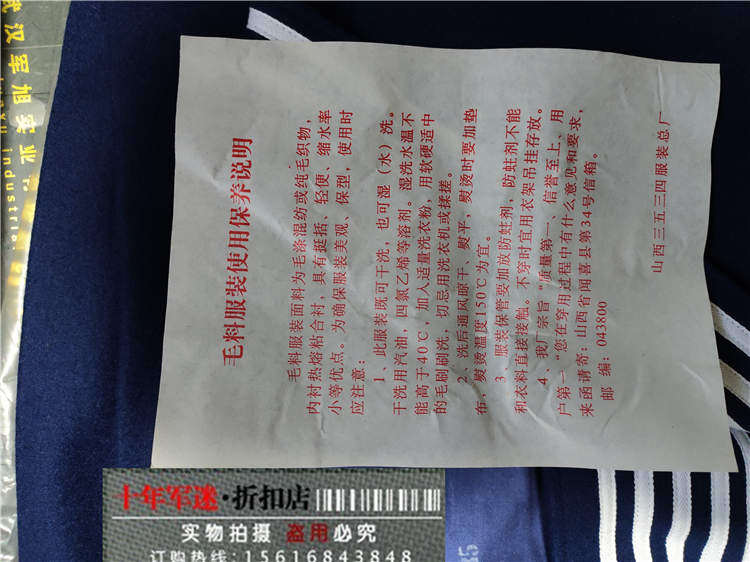 毛料服装使用保养说明
毛料服装面料为毛涤混纺或纯毛织物，
内衬热熔粘合衬，具有挺括、轻便、缩水率
小等优点。为确保服装美观、保型，使用时
应注意：
1、此服装既可干洗，也可湿（水）洗。
干洗用汽油，四氯乙烯等溶剂。湿洗水温不
能高于40℃，加入适量洗衣粉，用软硬适中
的毛刷刷洗，切忌用洗衣机或揉搓。
2、洗后通风晾干、熨平，熨烫时要加垫
布，熨烫温度150℃为宜。
3、服装保管要加放防蛀剂，防蛀剂不能
和衣料直接接触。不穿时宜用衣架吊挂存放。
4、我厂宗旨"质量第一、信誉至上、用
户第一"您在穿用过程中有什么意见和要求，
来函请寄：山西省闻喜县第34号信箱。
邮 编：043800
山西三五三四服装总厂
武汉军旭实业
industrial
十年军迷·折扣店
实物拍摄 盗用必究
订购热线：15616843848